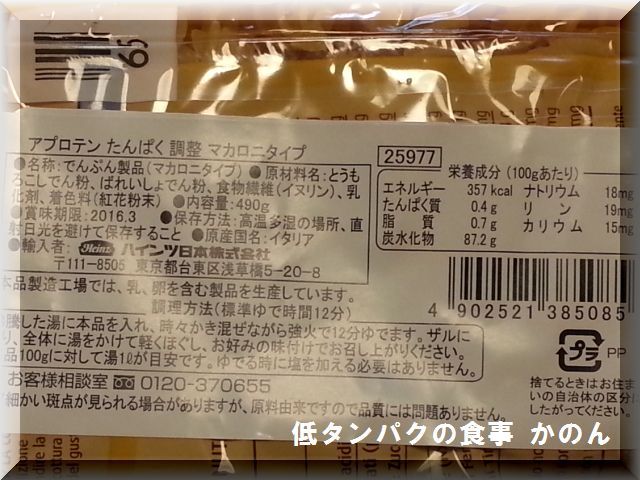 65
アプロテン たんぱく 調整 マカロニタイプ
●名称:でんぷん製品(マカロニタイプ) ●原材料名:とうも
ろこしでん粉、ばれいしょでん粉、食物繊維(イヌリン)、乳
化剤、着色料(紅花粉末) ●内容量:490g
●賞味期限:2016.3 ●保存方法:高温多湿の場所、直
射日光を避けて保存すること ●原産国名:イタリア
●輸入者: Heinz ハインツ日本株式会社
〒111-8505 東京都台東区浅草橋5-20-8
本品製造工場では、乳、卵を含む製品を生産しています。
調理方法(標準ゆで時間12分)
騰した湯に本品を入れ、時々かき混ぜながら強火で12分ゆでます。ザルに
り、全体に湯をかけて軽くほぐし、お好みの味付けでお召し上がりください。
品100gに対して湯1ℓが目安です。ゆでる時に塩を加える必要はありません。
お客様相談室 0120-370655
細かい斑点が見られる場合がありますが、原料由来ですので品質には問題ありません。
25977
栄養成分(100gあたり)
エネルギー 357kcal ナトリウム 18mg
たんぱく質 0.4g リン 19mg
脂質 0.7g カリウム 15mg
炭水化物 87.2g
4 902521 385085
プラ PP
捨てるときはお住ま
いの自治体の区分に
低タンパクの食事 かのん